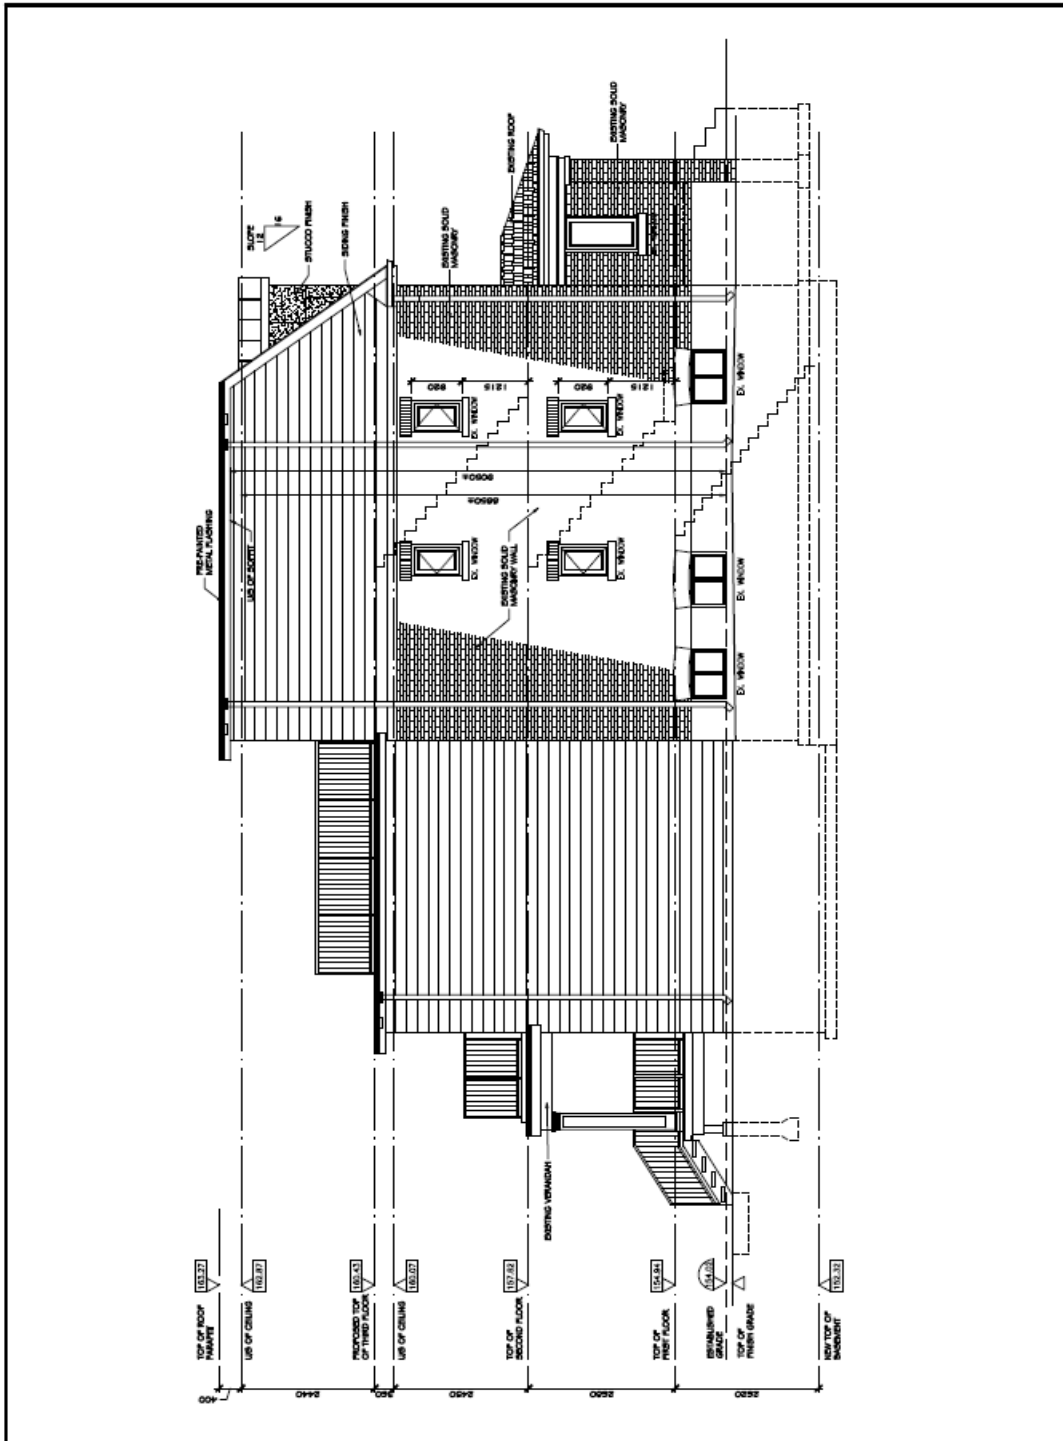 TOP OF ROOF
PARAPET
163.27
U/S OF CEILING
162.87
PROPOSED TOP
OF THIRD FLOOR
160.43
U/S OF CEILING
160.07
TOP OF
SECOND FLOOR
157.62
TOP OF
FIRST FLOOR
154.94
ESTABLISHED
GRADE
154.02
TOP OF
FINISH GRADE
NEW TOP OF
BASEMENT
152.32
400
2440
360
2450
2680
2620
PRE-PAINTED
METAL FLASHING
U/S OF SOFFIT
SLOPE
12
16
STUCCO FINISH
SIDING FINISH
EXISTING SOLID
MASONRY
EXISTING ROOF
EXISTING SOLID
MASONRY
920
1215
920
1215
EX. WINDOW
EX. WINDOW
EX. WINDOW
EX. WINDOW
EXISTING SOLID
MASONRY WALL
EX. WINDOW
EX. WINDOW
EX. WINDOW
EXISTING VERANDAH